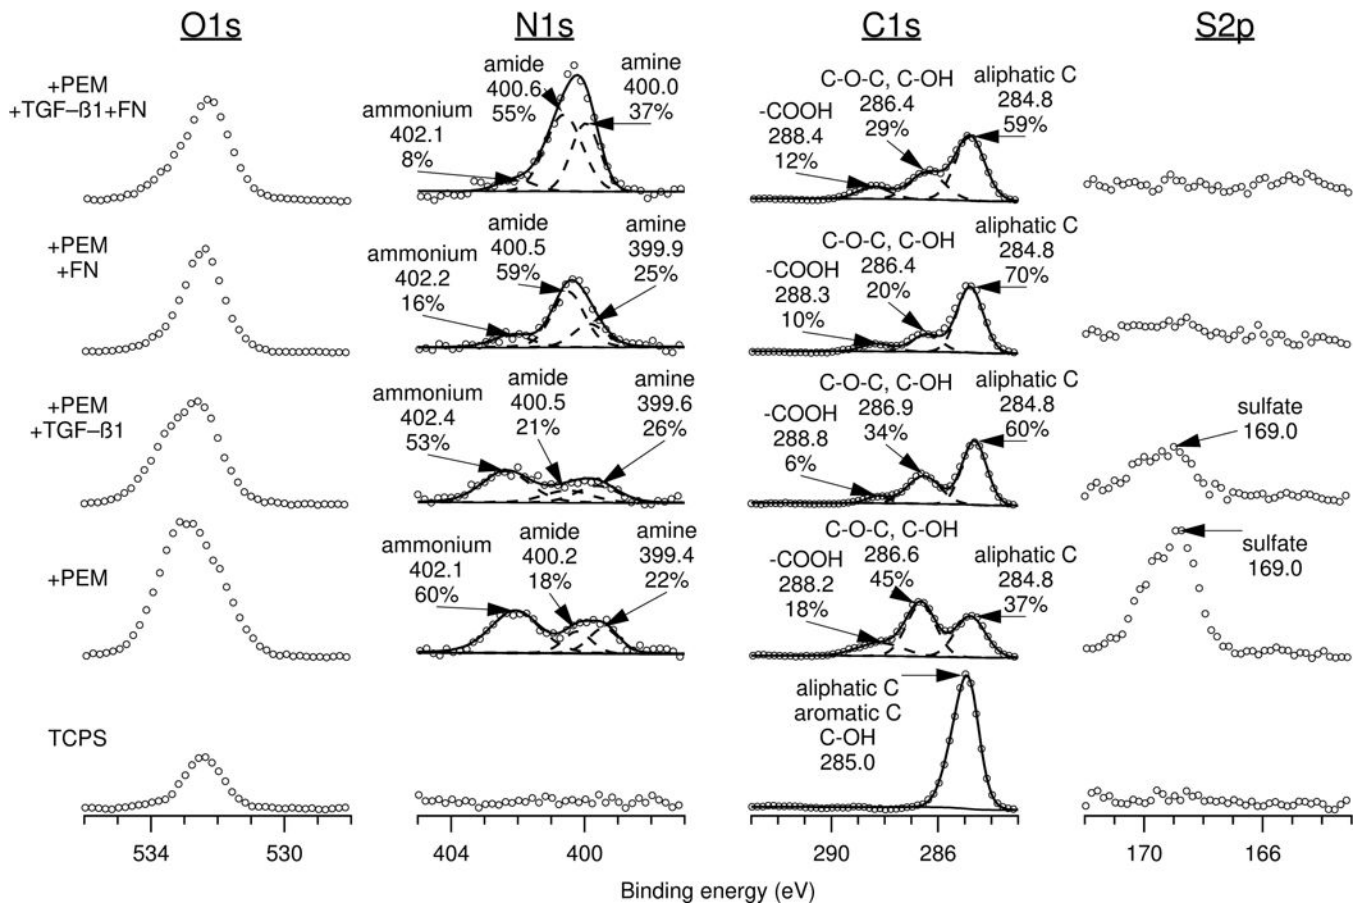 O1s
N1s
C1s
S2p
+PEM
+TGF–ß1+FN
ammonium
402.1
8%
amide
400.6
55%
amine
400.0
37%
-COOH
288.4
12%
C-O-C, C-OH
286.4
29%
aliphatic C
284.8
59%
+PEM
+FN
ammonium
402.2
16%
amide
400.5
59%
amine
399.9
25%
-COOH
288.3
10%
C-O-C, C-OH
286.4
20%
aliphatic C
284.8
70%
+PEM
+TGF–ß1
ammonium
402.4
53%
amide
400.5
21%
amine
399.6
26%
-COOH
288.8
6%
C-O-C, C-OH
286.9
34%
aliphatic C
284.8
60%
sulfate
169.0
+PEM
ammonium
402.1
60%
amide
400.2
18%
amine
399.4
22%
-COOH
288.2
18%
C-O-C, C-OH
286.6
45%
aliphatic C
284.8
37%
sulfate
169.0
TCPS
aliphatic C
aromatic C
C-OH
285.0
534
530
404
400
290
286
170
166
Binding energy (eV)